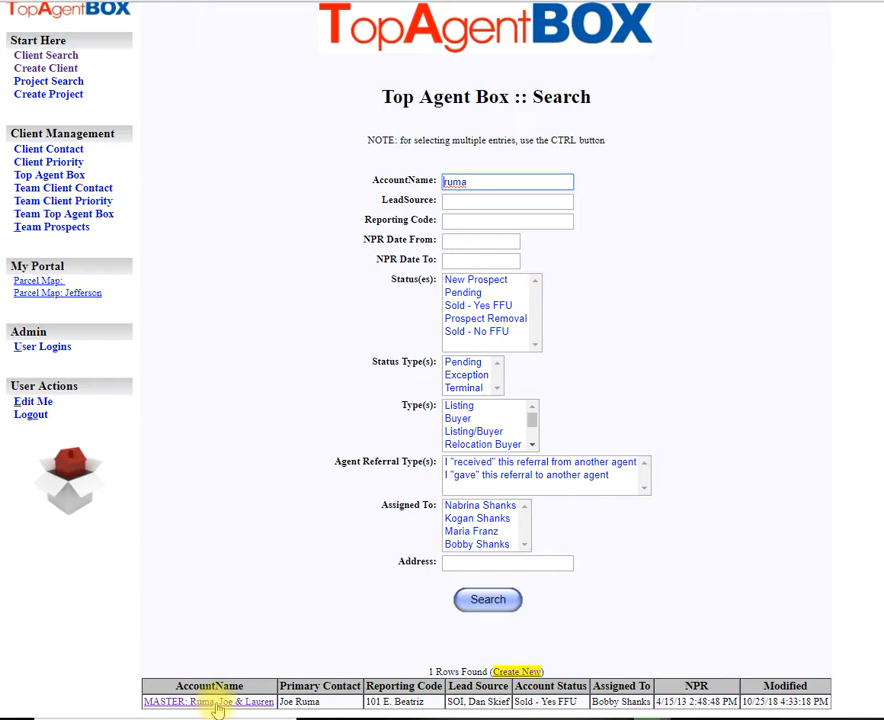 TopAgentBOX
TopAgentBOX
Start Here
Client Search
Create Client
Project Search
Create Project
Client Management
Client Contact
Client Priority
Top Agent Box
Team Client Contact
Team Client Priority
Team Top Agent Box
Team Prospects
My Portal
Parcel Map:
Parcel Map: Jefferson
Admin
User Logins
User Actions
Edit Me
Logout
Top Agent Box :: Search
NOTE: for selecting multiple entries, use the CTRL button
AccountName: ruma
LeadSource:
Reporting Code:
NPR Date From:
NPR Date To:
Status(es): New Prospect
Pending
Sold - Yes FFU
Prospect Removal
Sold - No FFU
Status Type(s): Pending
Exception
Terminal
Type(s): Listing
Buyer
Listing/Buyer
Relocation Buyer
Agent Referral Type(s): I "received" this referral from another agent
I "gave" this referral to another agent
Assigned To: Nabrina Shanks
Kogan Shanks
Maria Franz
Bobby Shanks
Address:
Search
1 Rows Found (Create New)
AccountName Primary Contact Reporting Code Lead Source Account Status Assigned To NPR Modified
MASTER: Ruma, Joe & Lauren Joe Ruma 101 E. Beatriz SOI, Dan Skief Sold - Yes FFU Bobby Shanks 4/15/13 2:48:48 PM 10/25/18 4:33:18 PM